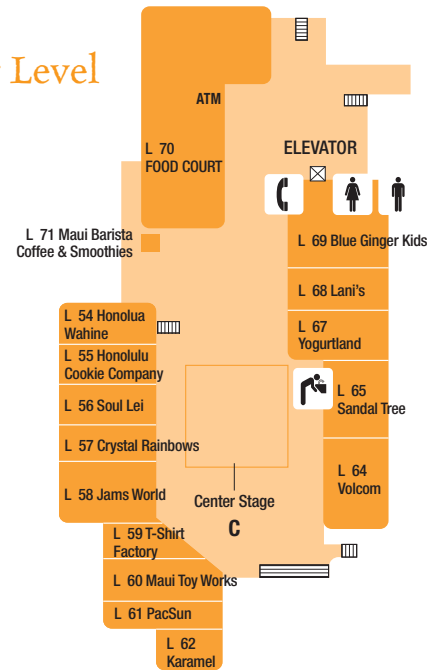 Level
ATM
L 70
FOOD COURT
ELEVATOR
L 71 Maui Barista
Coffee & Smoothies
L 69 Blue Ginger Kids
L 68 Lani's
L 67
Yogurtland
L 54 Honolua
Wahine
L 55 Honolulu
Cookie Company
L 56 Soul Lei
L 57 Crystal Rainbows
L 58 Jams World
L 65
Sandal Tree
L 64
Volcom
Center Stage
C
L 59 T-Shirt
Factory
L 60 Maui Toy Works
L 61 PacSun
L 62
Karamel